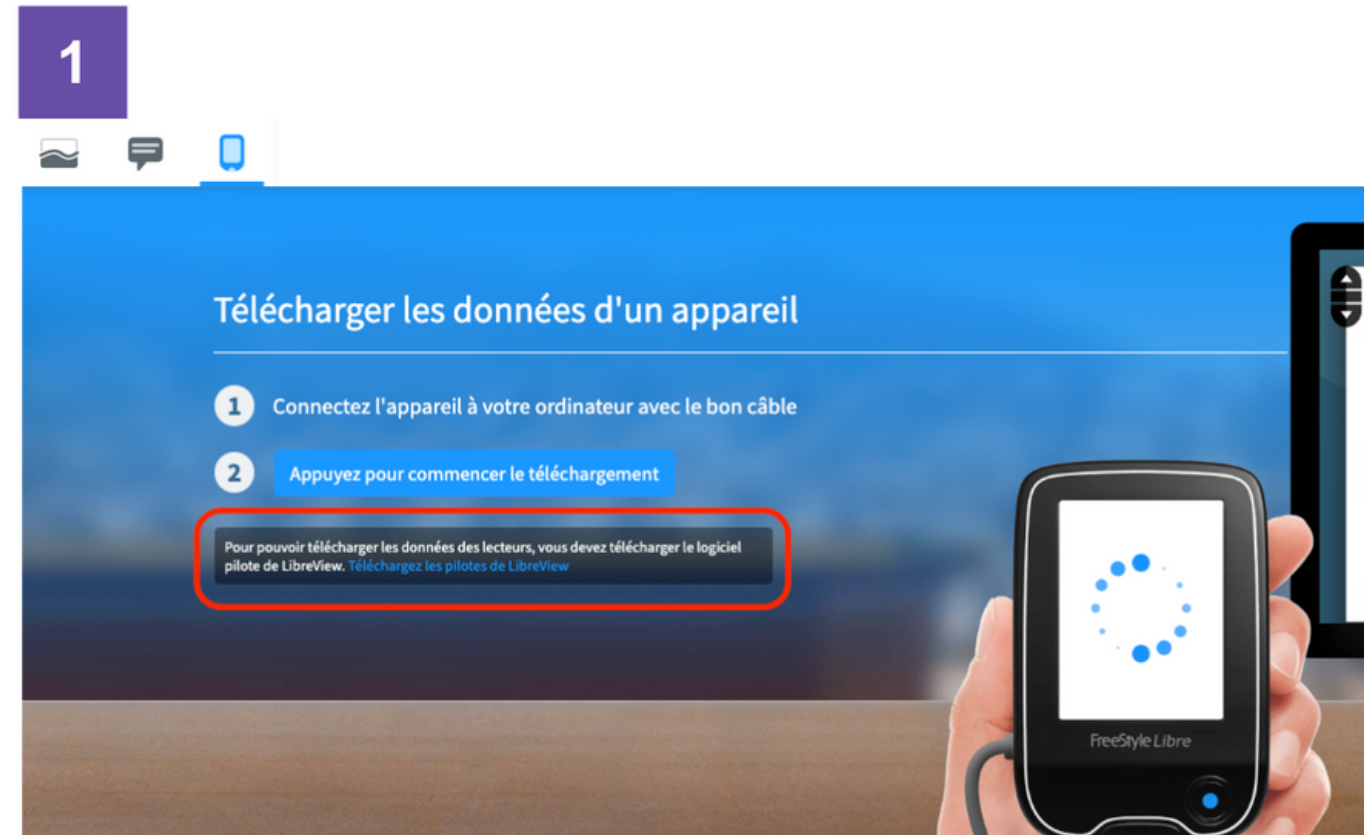 1
Télécharger les données d'un appareil
1 Connectez l'appareil à votre ordinateur avec le bon câble
2 Appuyez pour commencer le téléchargement
Pour pouvoir télécharger les données des lecteurs, vous devez télécharger le logiciel
pilote de LibreView. Téléchargez les pilotes de LibreView
FreeStyle Libre